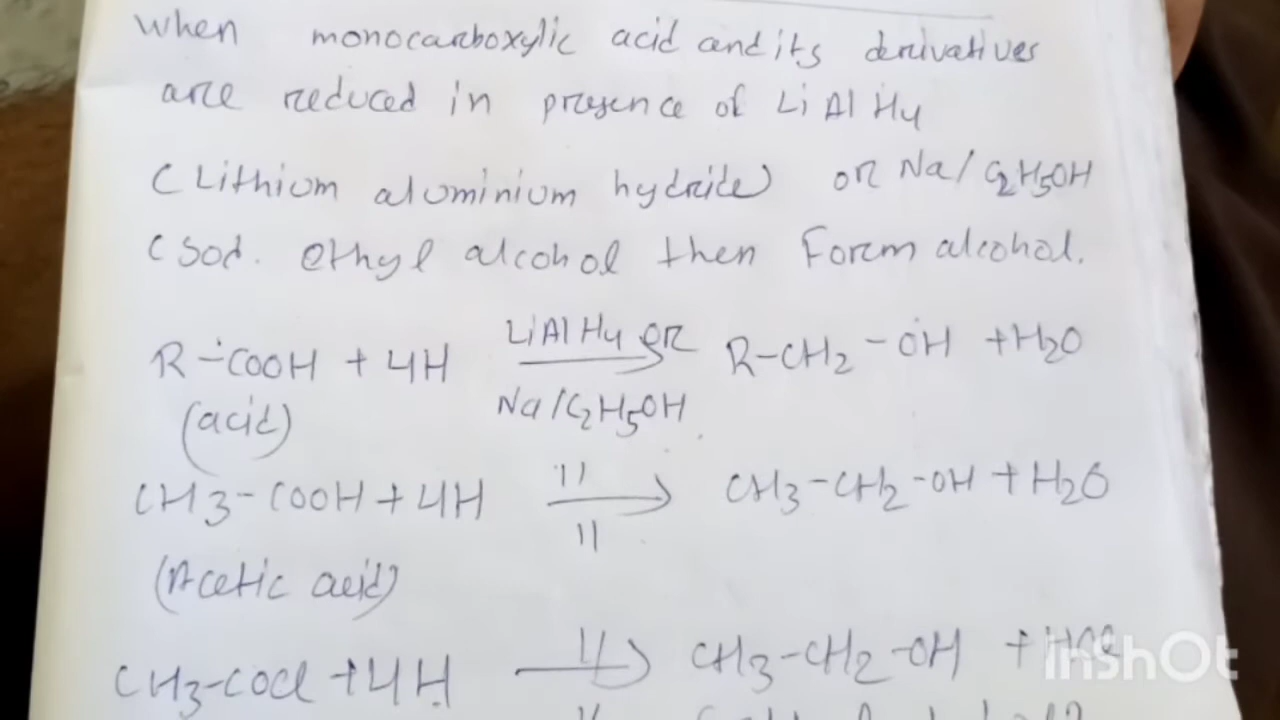 When monocarboxylic acid and its derivatives
are reduced in presence of LiAlH4
(Lithium aluminium hydride) or Na/C2H5OH
(Sod. ethyl alcohol then Form alcohol.
R-COOH + 4H LiAlH4 or Na/C2H5OH R-CH2-OH + H2O
(acid)
CH3-COOH + 4H " " CH3-CH2-OH + H2O
(Acetic acid)
CH3-COCl + 4H " CH3-CH2-OH + HCl
InShOt